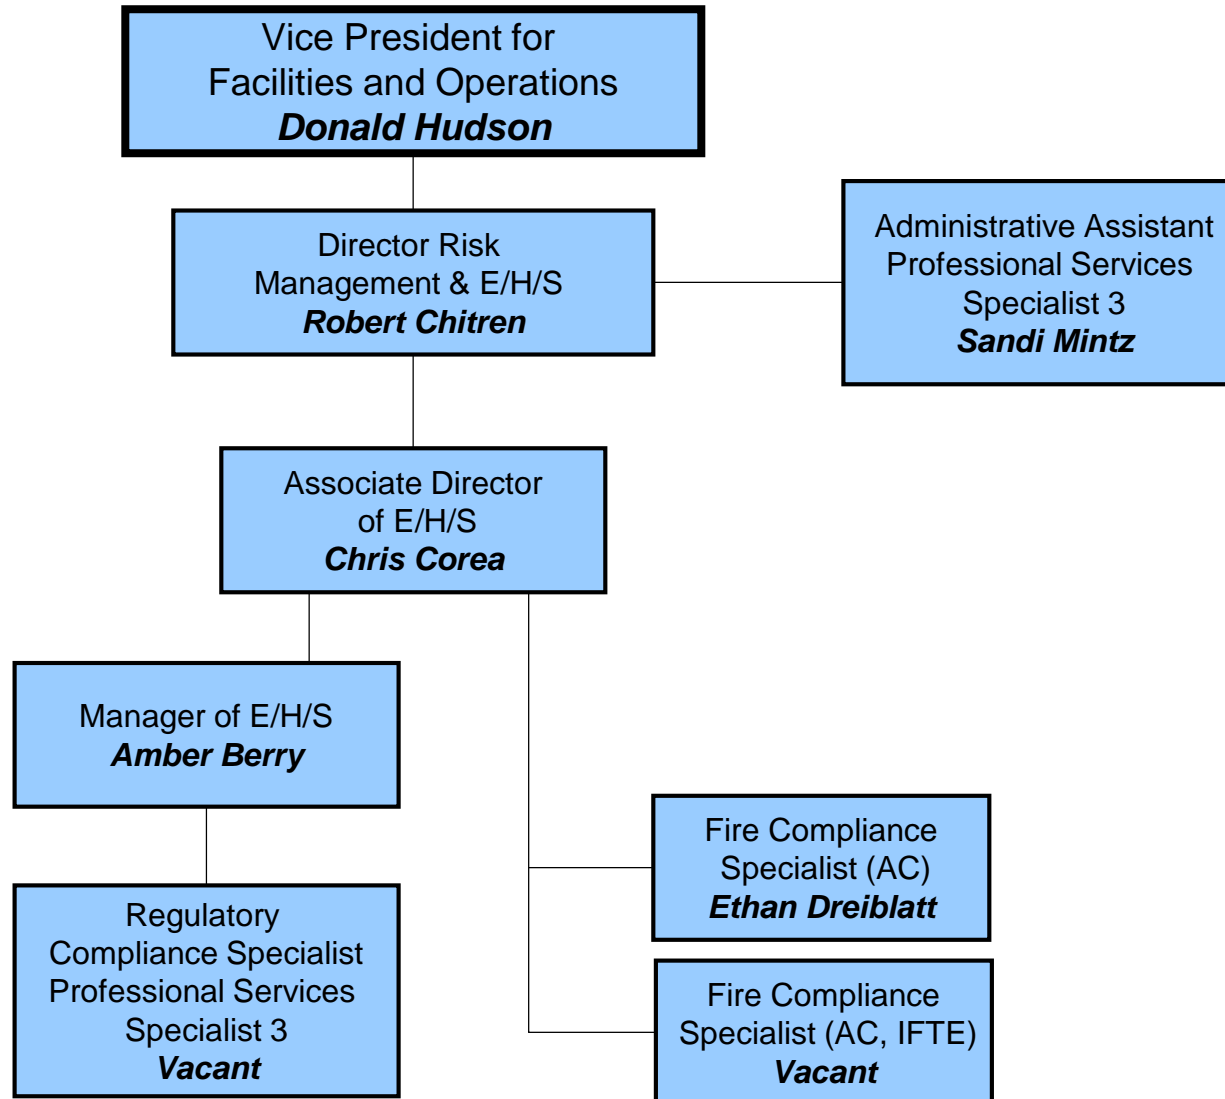 Vice President for
Facilities and Operations
Donald Hudson
Director Risk
Management & E/H/S
Robert Chitren
Administrative Assistant
Professional Services
Specialist 3
Sandi Mintz
Associate Director
of E/H/S
Chris Corea
Manager of E/H/S
Amber Berry
Regulatory
Compliance Specialist
Professional Services
Specialist 3
Vacant
Fire Compliance
Specialist (AC)
Ethan Dreiblatt
Fire Compliance
Specialist (AC, IFTE)
Vacant